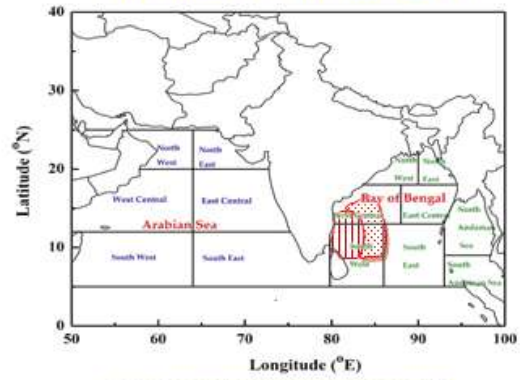 40
30
20
10
0
50
60
70
80
90
100
Latitude (°N)
Longitude (°E)
North
West
North
East
West Central
East Central
Arabian Sea
South West
South East
North
West
North
East
Bay of Bengal
East Central
West
South
East
North
Andaman
Sea
South
Andaman Sea